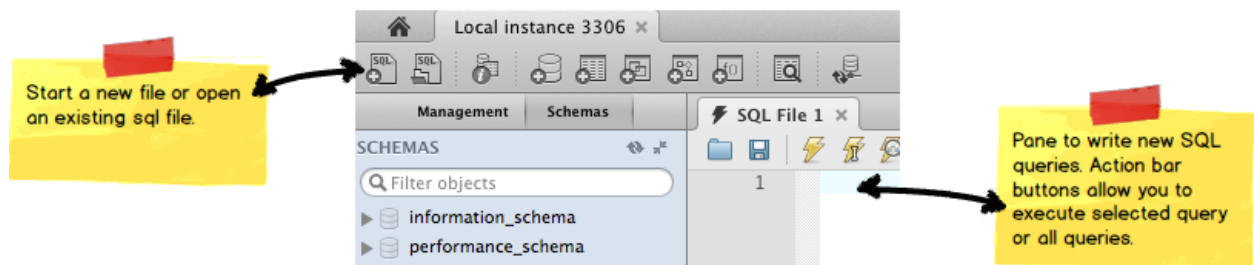 Local instance 3306
SQL SQL
Start a new file or open
an existing sql file.
Management Schemas
SQL File 1
SCHEMAS
Filter objects
1
information_schema
performance_schema
Pane to write new SQL
queries. Action bar
buttons allow you to
execute selected query
or all queries.